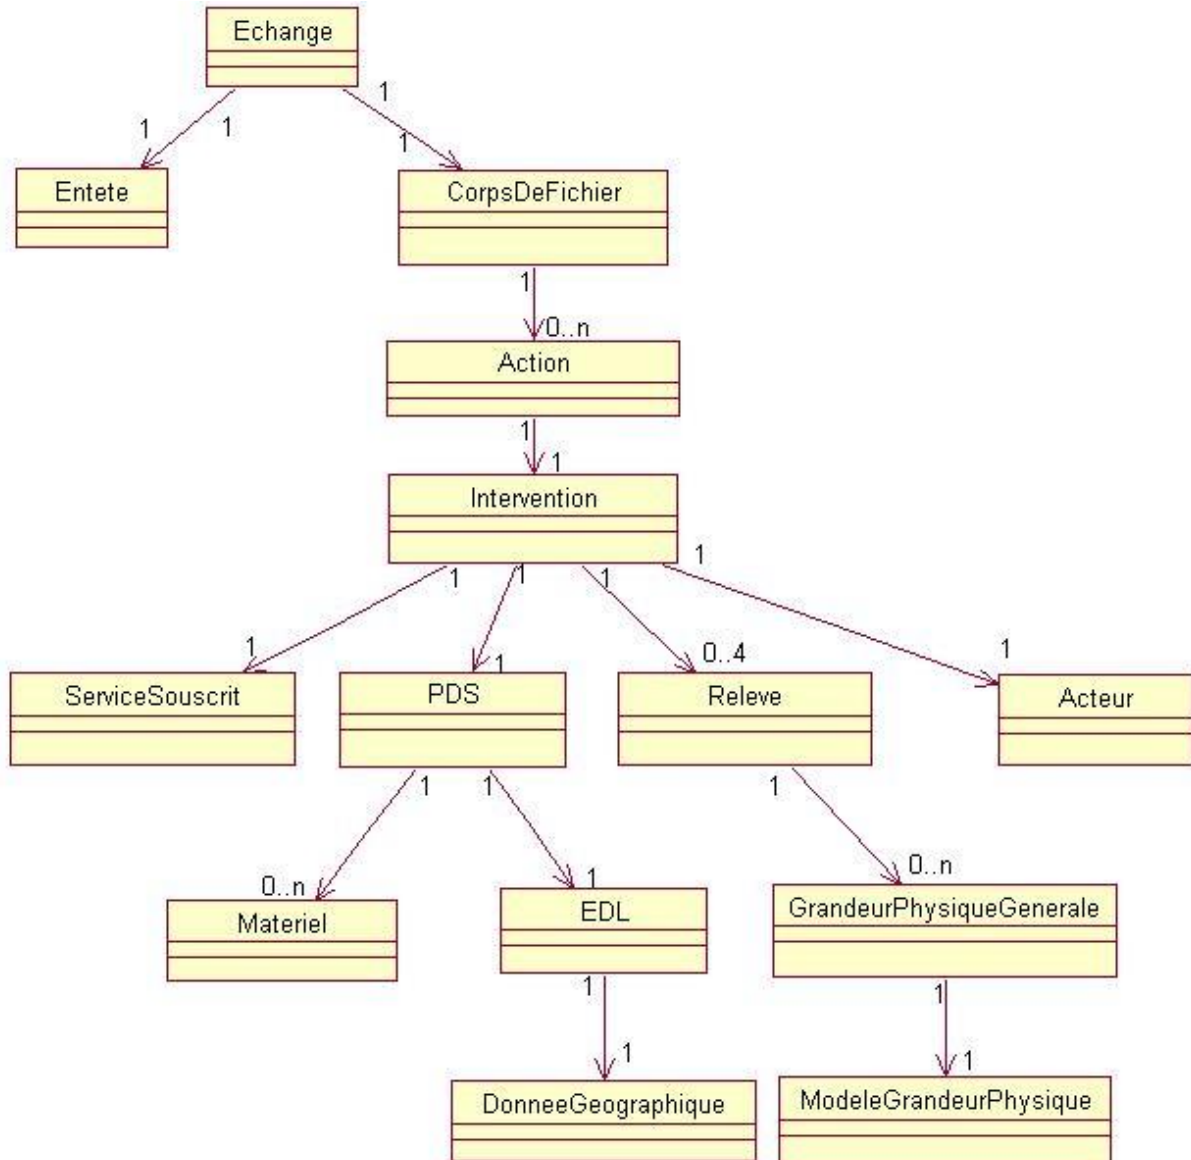 Echange
1
1
1
1
Entete
CorpsDeFichier
1
0..n
Action
1
1
Intervention
1
1
1
1
1
1
0..4
1
ServiceSouscrit
PDS
Releve
Acteur
1
1
1
0..n
1
0..n
Materiel
EDL
GrandeurPhysiqueGenerale
1
1
1
1
DonneeGeographique
ModeleGrandeurPhysique